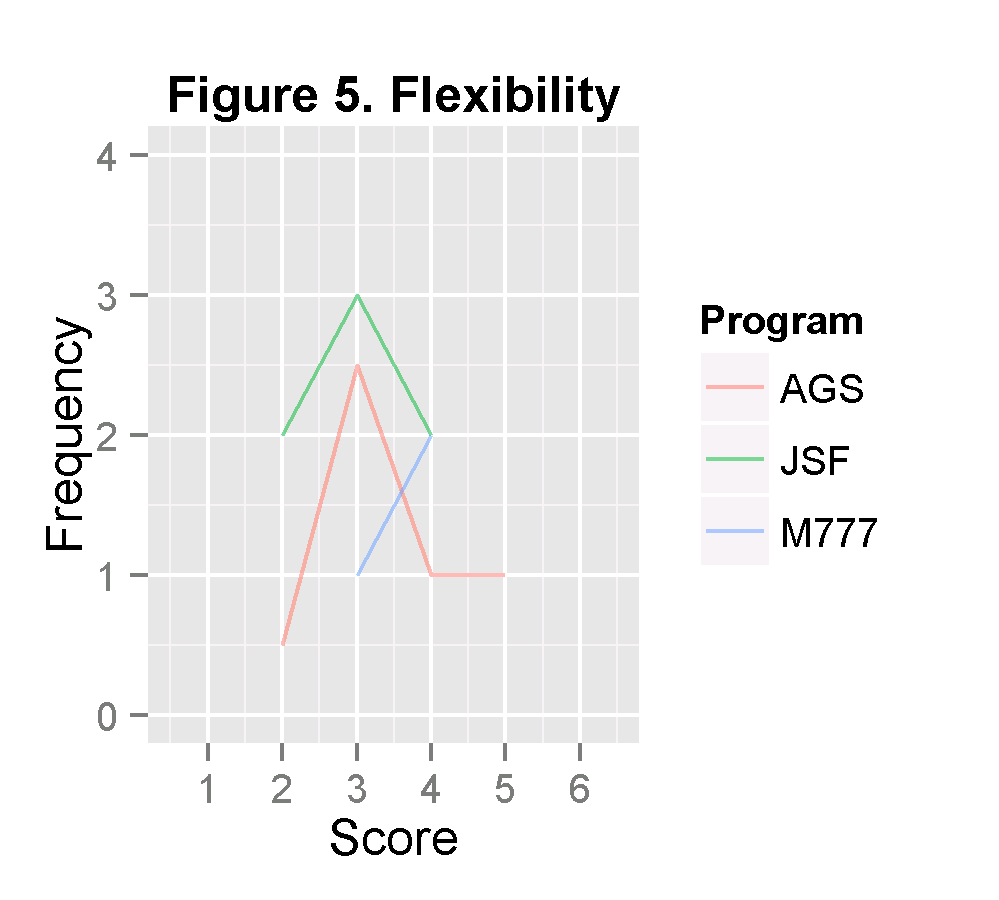 Figure 5. Flexibility
4
3
2
1
0
Frequency
1 2 3 4 5 6
Score
Program
AGS
JSF
M777